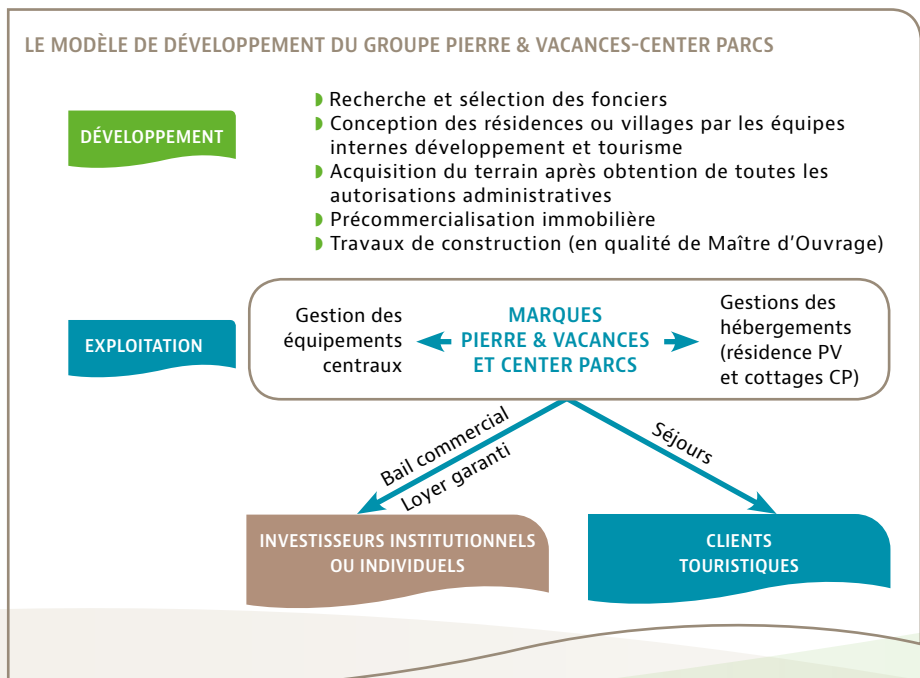 LE MODÈLE DE DÉVELOPPEMENT DU GROUPE PIERRE & VACANCES-CENTER PARCS
DÉVELOPPEMENT
Recherche et sélection des fonciers
Conception des résidences ou villages par les équipes
internes développement et tourisme
Acquisition du terrain après obtention de toutes les
autorisations administratives
Précommercialisation immobilière
Travaux de construction (en qualité de Maître d'Ouvrage)
EXPLOITATION
Gestion des
équipements
centraux
MARQUES
PIERRE & VACANCES
ET CENTER PARCS
Gestions des
hébergements
(résidence PV
et cottages CP)
Bail commercial
Loyer garanti
Séjours
INVESTISSEURS INSTITUTIONNELS
OU INDIVIDUELS
CLIENTS
TOURISTIQUES